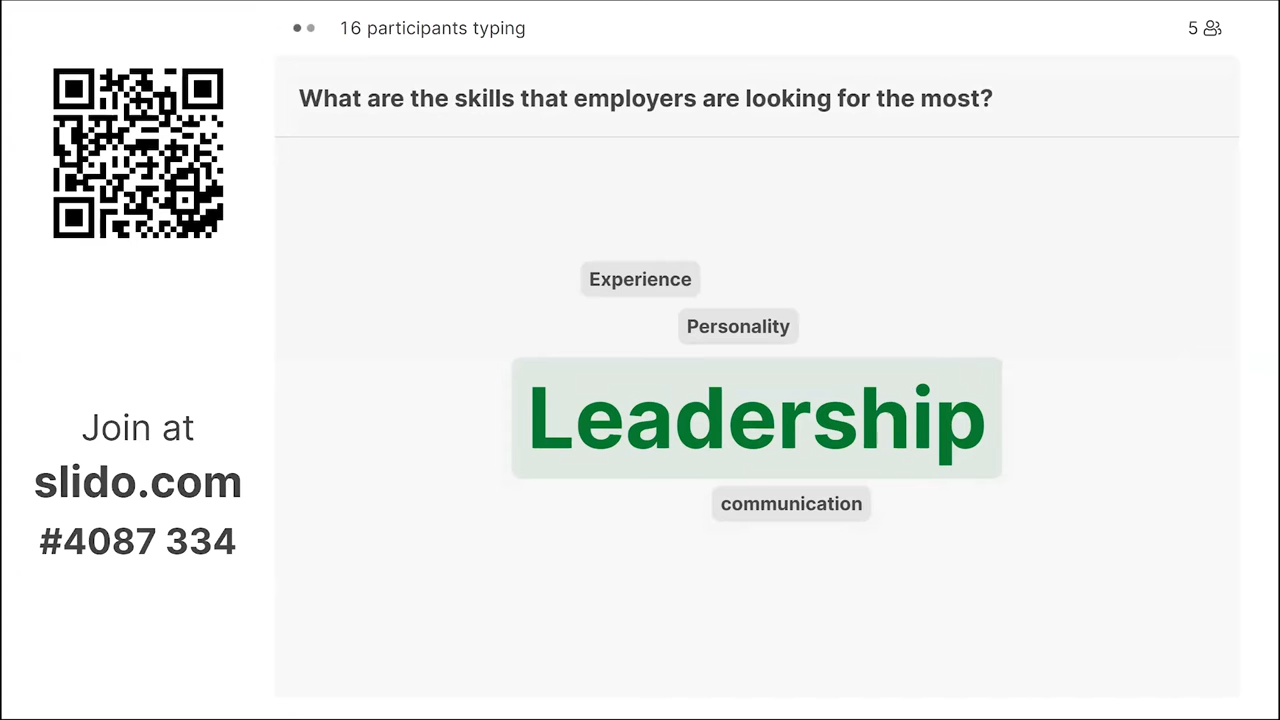 16 participants typing
5
What are the skills that employers are looking for the most?
Experience
Personality
Leadership
communication
Join at
slido.com
#4087 334